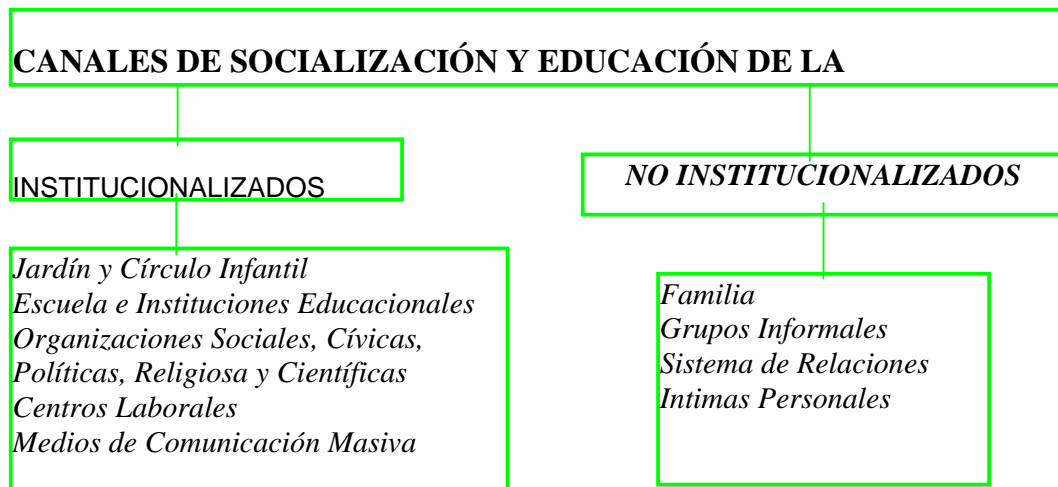 CANALES DE SOCIALIZACIÓN Y EDUCACIÓN DE LA
INSTITUCIONALIZADOS
NO INSTITUCIONALIZADOS
Jardín y Círculo Infantil
Escuela e Instituciones Educacionales
Organizaciones Sociales, Cívicas,
Políticas, Religiosa y Científicas
Centros Laborales
Medios de Comunicación Masiva
Familia
Grupos Informales
Sistema de Relaciones
Intimas Personales